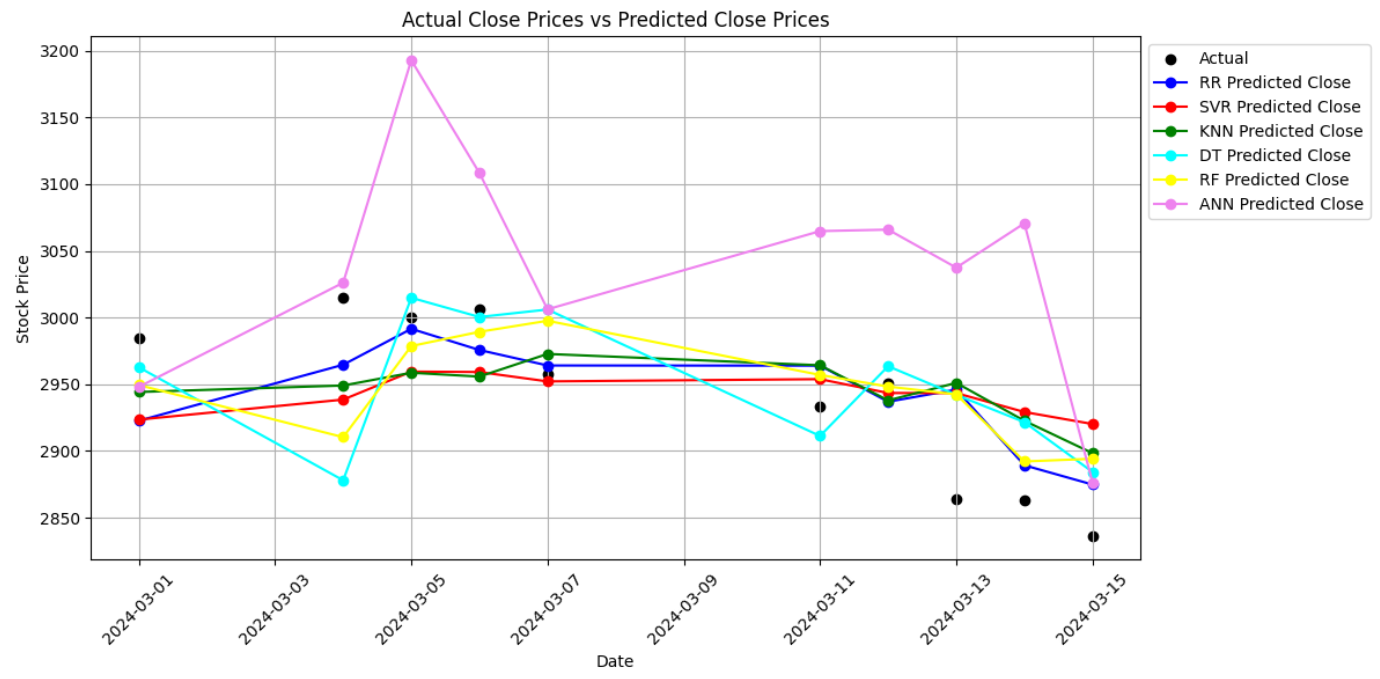 Actual Close Prices vs Predicted Close Prices
Stock Price
3200
3150
3100
3050
3000
2950
2900
2850
2024-03-01
2024-03-03
2024-03-05
2024-03-07
2024-03-09
2024-03-11
2024-03-13
2024-03-15
Date
Actual
RR Predicted Close
SVR Predicted Close
KNN Predicted Close
DT Predicted Close
RF Predicted Close
ANN Predicted Close